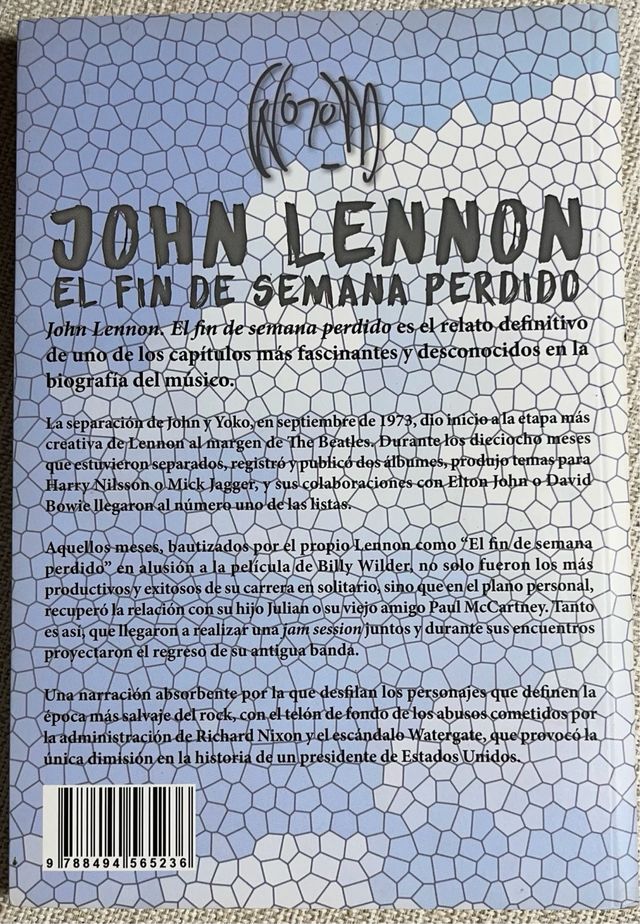 JOHN LENNON
EL FIN DE SEMANA PERDIDO
John Lennon. El fin de semana perdido es el relato definitivo
de uno de los capítulos más fascinantes y desconocidos en la
biografía del músico.
La separación de John y Yoko, en septiembre de 1973, dio inicio a la etapa más
creativa de Lennon al margen de The Beatles. Durante los dieciocho meses
que estuvieron separados, registró y publicó dos álbumes, produjo temas para
Harry Nilsson o Mick Jagger, y sus colaboraciones con Elton John o David
Bowie llegaron al número uno de las listas.
Aquellos meses, bautizados por el propio Lennon como "El fin de semana
perdido" en alusión a la película de Billy Wilder, no solo fueron los más
productivos y exitosos de su carrera en solitario, sino que en el plano personal,
recuperó la relación con su hijo Julian o su viejo amigo Paul McCartney. Tanto
es así, que llegaron a realizar una jam session juntos y durante sus encuentros
proyectaron el regreso de su antigua banda.
Una narración absorbente por la que desfilan los personajes que definen la
época más salvaje del rock, con el telón de fondo de los abusos cometidos por
la administración de Richard Nixon y el escándalo Watergate, que provocó la
única dimisión en la historia de un presidente de Estados Unidos.
9 788494 565236